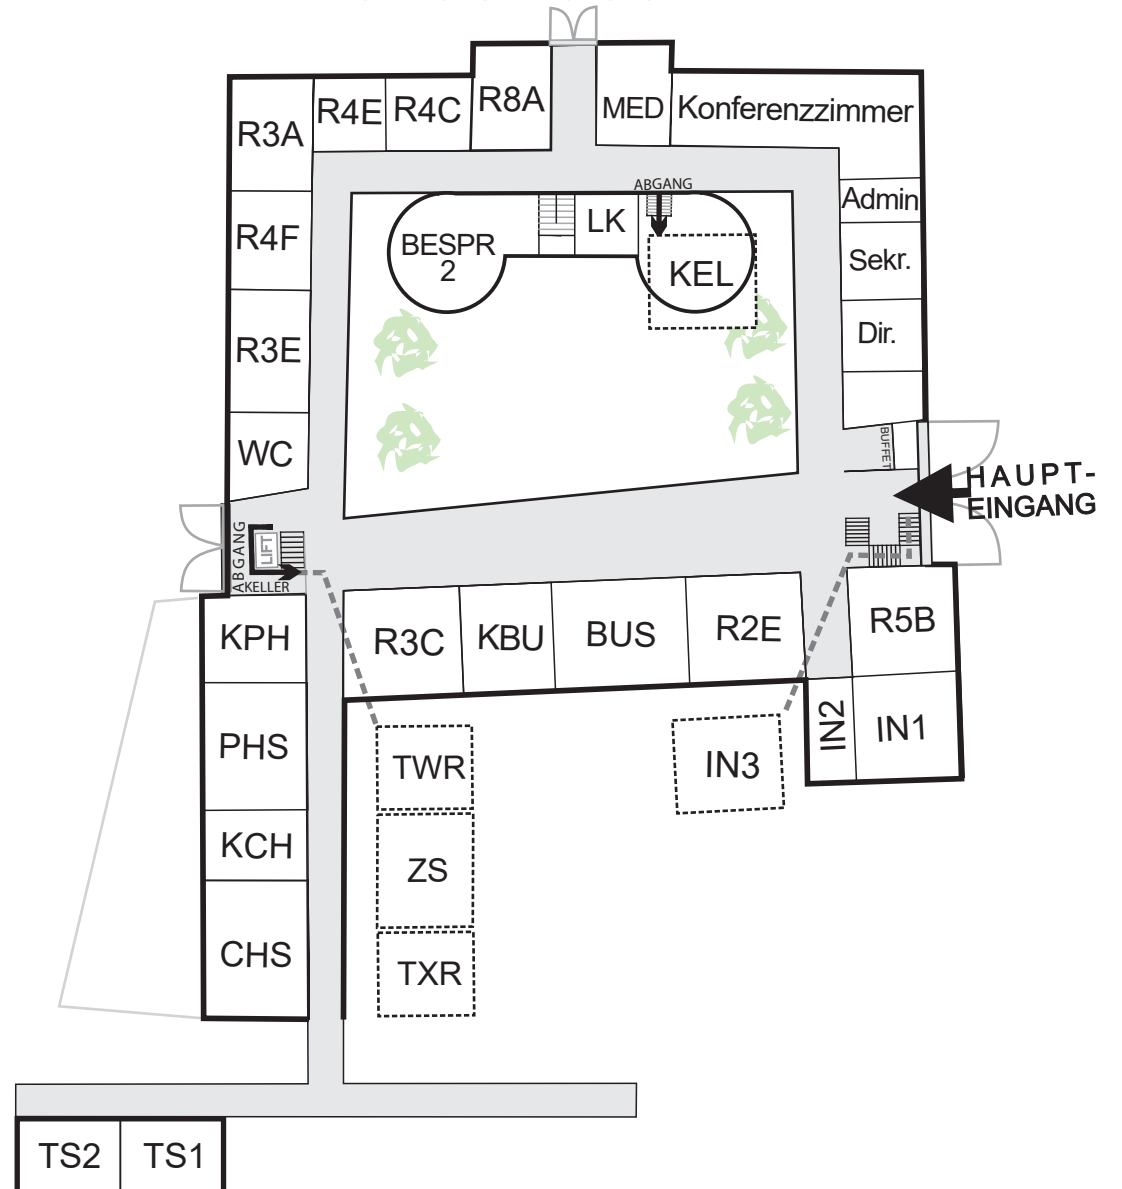 R3A
R4E
R4C
R8A
MED
Konferenzzimmer
ABGANG
Admin
LK
BESPR
2
R4F
KEL
Sekr.
Dir.
R3E
WC
BUFFET
HAUPT-
EINGANG
ABGANG
LIFT
KELLER
KPH
R3C
KBU
BUS
R2E
R5B
PHS
TWR
IN3
IN2
IN1
KCH
ZS
CHS
TXR
TS2
TS1